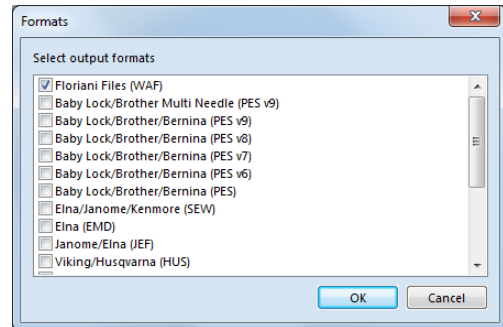 Formats
Select output formats
Floriani Files (WAF)
Baby Lock/Brother Multi Needle (PES v9)
Baby Lock/Brother/Bernina (PES v9)
Baby Lock/Brother/Bernina (PES v8)
Baby Lock/Brother/Bernina (PES v7)
Baby Lock/Brother/Bernina (PES v6)
Baby Lock/Brother/Bernina (PES)
Elna/Janome/Kenmore (SEW)
Elna (EMD)
Janome/Elna (JEF)
Viking/Husqvarna (HUS)
OK Cancel